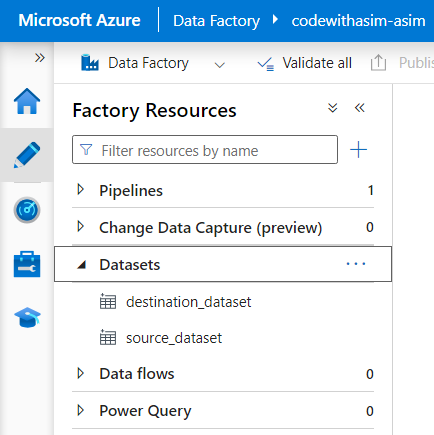 Microsoft Azure Data Factory codewithasim-asim
Data Factory Validate all
Factory Resources
Filter resources by name
Pipelines 1
Change Data Capture (preview) 0
Datasets
destination_dataset
source_dataset
Data flows 0
Power Query 0